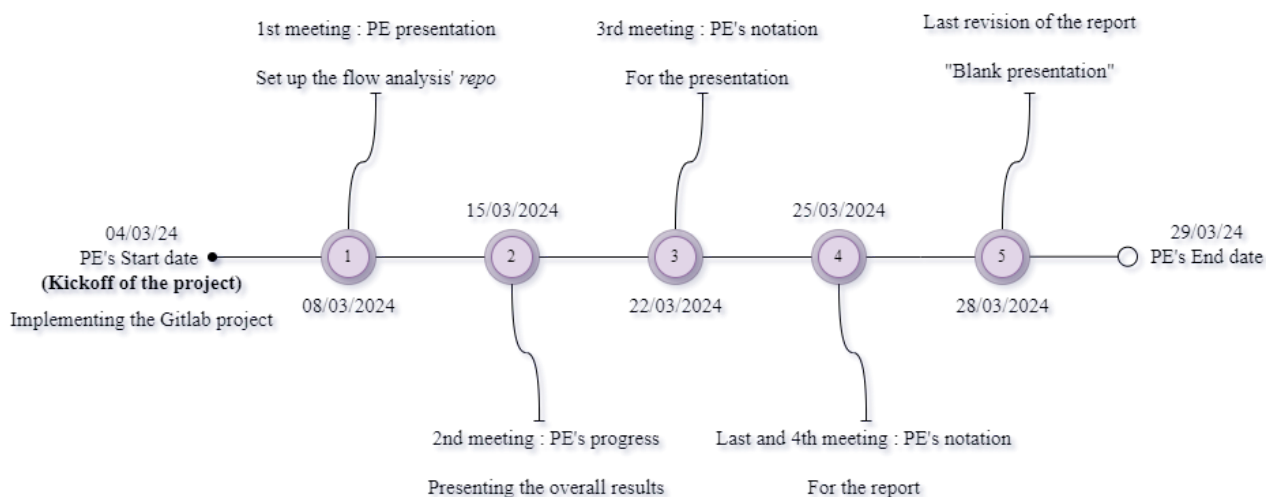 1st meeting : PE presentation
Set up the flow analysis' repo
3rd meeting : PE's notation
For the presentation
Last revision of the report
"Blank presentation"
04/03/24
PE's Start date
(Kickoff of the project)
Implementing the Gitlab project
1
08/03/2024
15/03/2024
2
3
22/03/2024
25/03/2024
4
5
28/03/2024
29/03/24
PE's End date
2nd meeting : PE's progress
Presenting the overall results
Last and 4th meeting : PE's notation
For the report